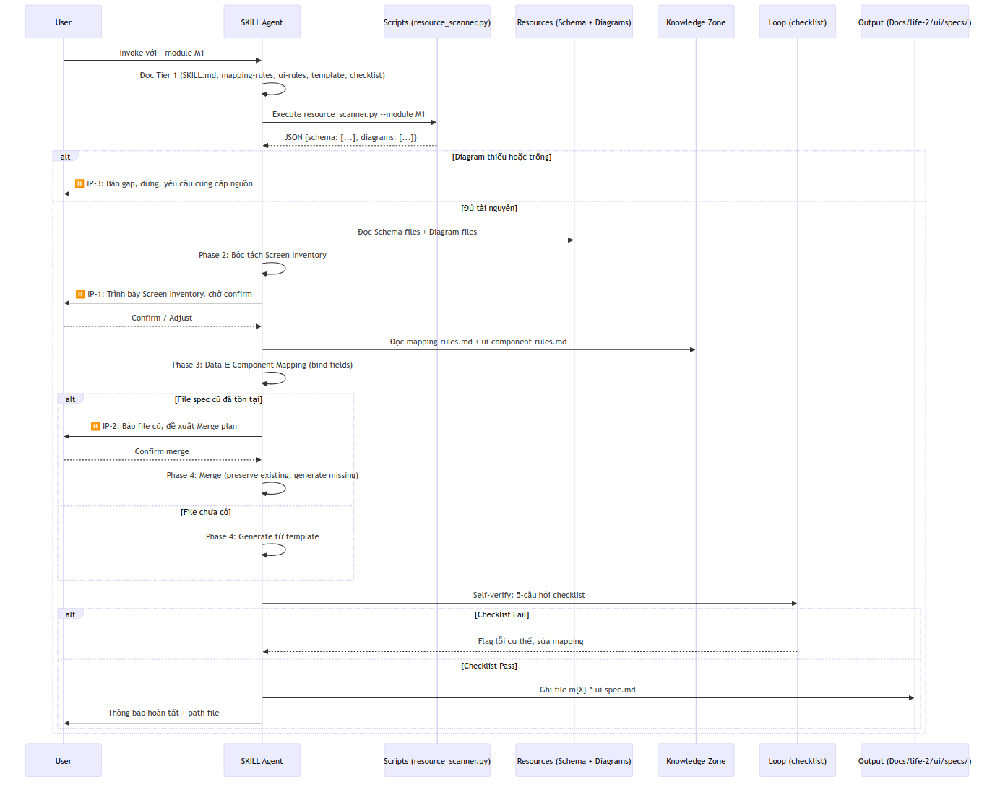 User
SKILL Agent
Scripts (resource_scanner.py)
Resources (Schema + Diagrams)
Knowledge Zone
Loop (checklist)
Output (Docs/life-2/ui/specs/)
Invoke với --module M1
Đọc Tier 1 (SKILL.md, mapping-rules, ui-rules, template, checklist)
Execute resource_scanner.py --module M1
JSON {schema: [...], diagrams: [...]}
alt
[Diagram thiếu hoặc trống]
⏸ IP-3: Báo gap, dừng, yêu cầu cung cấp nguồn
[Đủ tài nguyên]
Đọc Schema files + Diagram files
Phase 2: Bóc tách Screen Inventory
⏸ IP-1: Trình bày Screen Inventory, chờ confirm
Confirm / Adjust
Đọc mapping-rules.md + ui-component-rules.md
Phase 3: Data & Component Mapping (bind fields)
alt
[File spec cũ đã tồn tại]
⏸ IP-2: Báo file cũ, đề xuất Merge plan
Confirm merge
Phase 4: Merge (preserve existing, generate missing)
[File chưa có]
Phase 4: Generate từ template
Self-verify: 5-câu hỏi checklist
alt
[Checklist Fail]
Flag lỗi cụ thể, sửa mapping
[Checklist Pass]
Ghi file m[X]-*-ui-spec.md
Thông báo hoàn tất + path file
User
SKILL Agent
Scripts (resource_scanner.py)
Resources (Schema + Diagrams)
Knowledge Zone
Loop (checklist)
Output (Docs/life-2/ui/specs/)